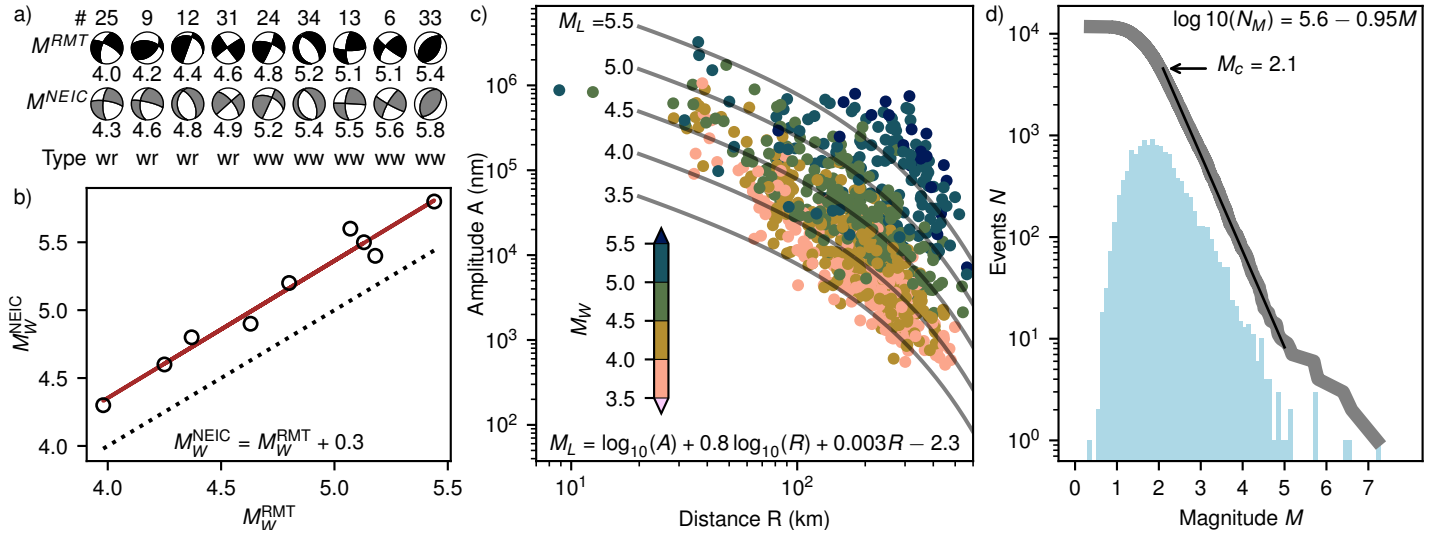 a)
# 25 9 12 31 24 34 13 6 33
M^RMT
4.0 4.2 4.4 4.6 4.8 5.2 5.1 5.1 5.4
M^NEIC
4.3 4.6 4.8 4.9 5.2 5.4 5.5 5.6 5.8
Type wr wr wr wr ww ww ww ww ww
b)
M_W^NEIC
5.5
5.0
4.5
4.0
M_W^NEIC = M_W^RMT + 0.3
4.0 4.5 5.0 5.5
M_W^RMT
c)
Amplitude A (nm)
10^6
10^5
10^4
10^3
10^2
M_L = 5.5
5.0
4.5
4.0
3.5
M_W
5.5
5.0
4.5
4.0
3.5
M_L = log_10(A) + 0.8 log_10(R) + 0.003R − 2.3
10^1 10^2
Distance R (km)
d)
log 10(N_M) = 5.6 − 0.95M
M_c = 2.1
Events N
10^4
10^3
10^2
10^1
10^0
0 1 2 3 4 5 6 7
Magnitude M